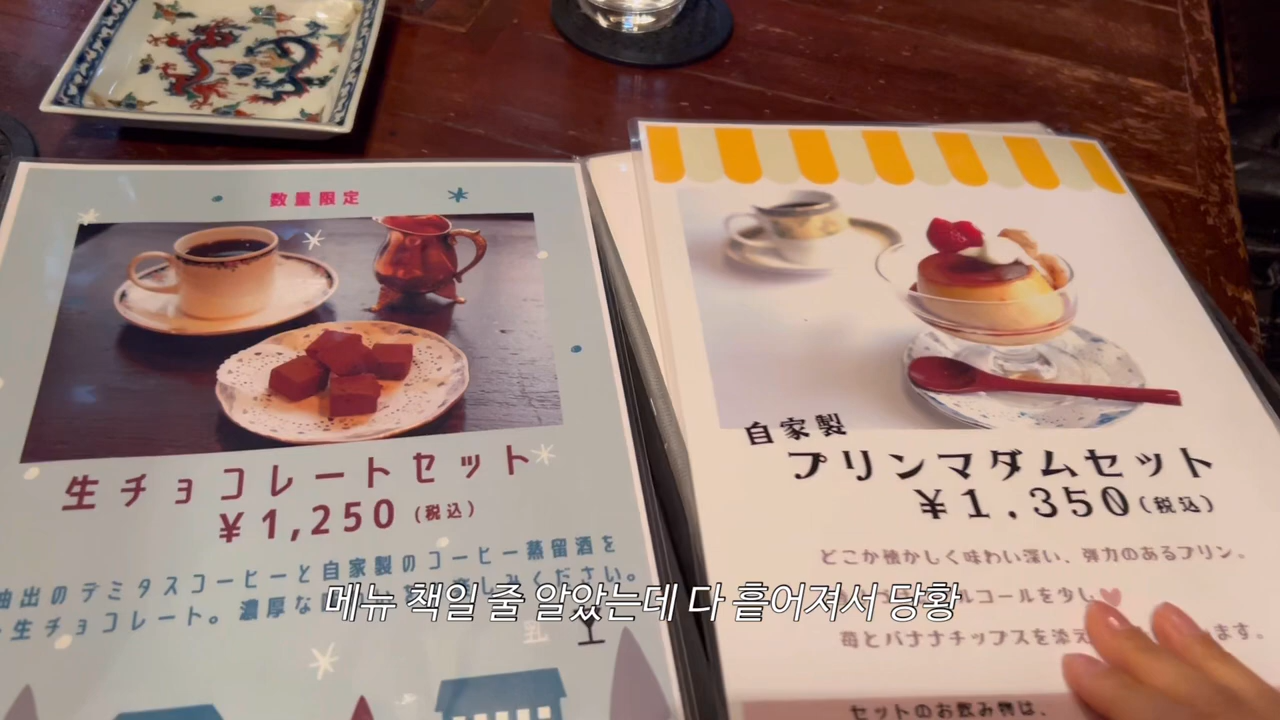 数量限定
生チョコレートセット
¥1,250 (税込)
抽出のデミタスコーヒーと自家製のコーヒー蒸留酒を
生チョコレート。濃厚な
しみください。
自家製
プリンマダムセット
¥1,350 (税込)
どこか懐かしく味わい深い、弾力のあるプリン。
ルコールを少し
苺とバナナチップスを添え
ます。
セットのお飲み物は、
메뉴 책일 줄 알았는데 다 흩어져서 당황